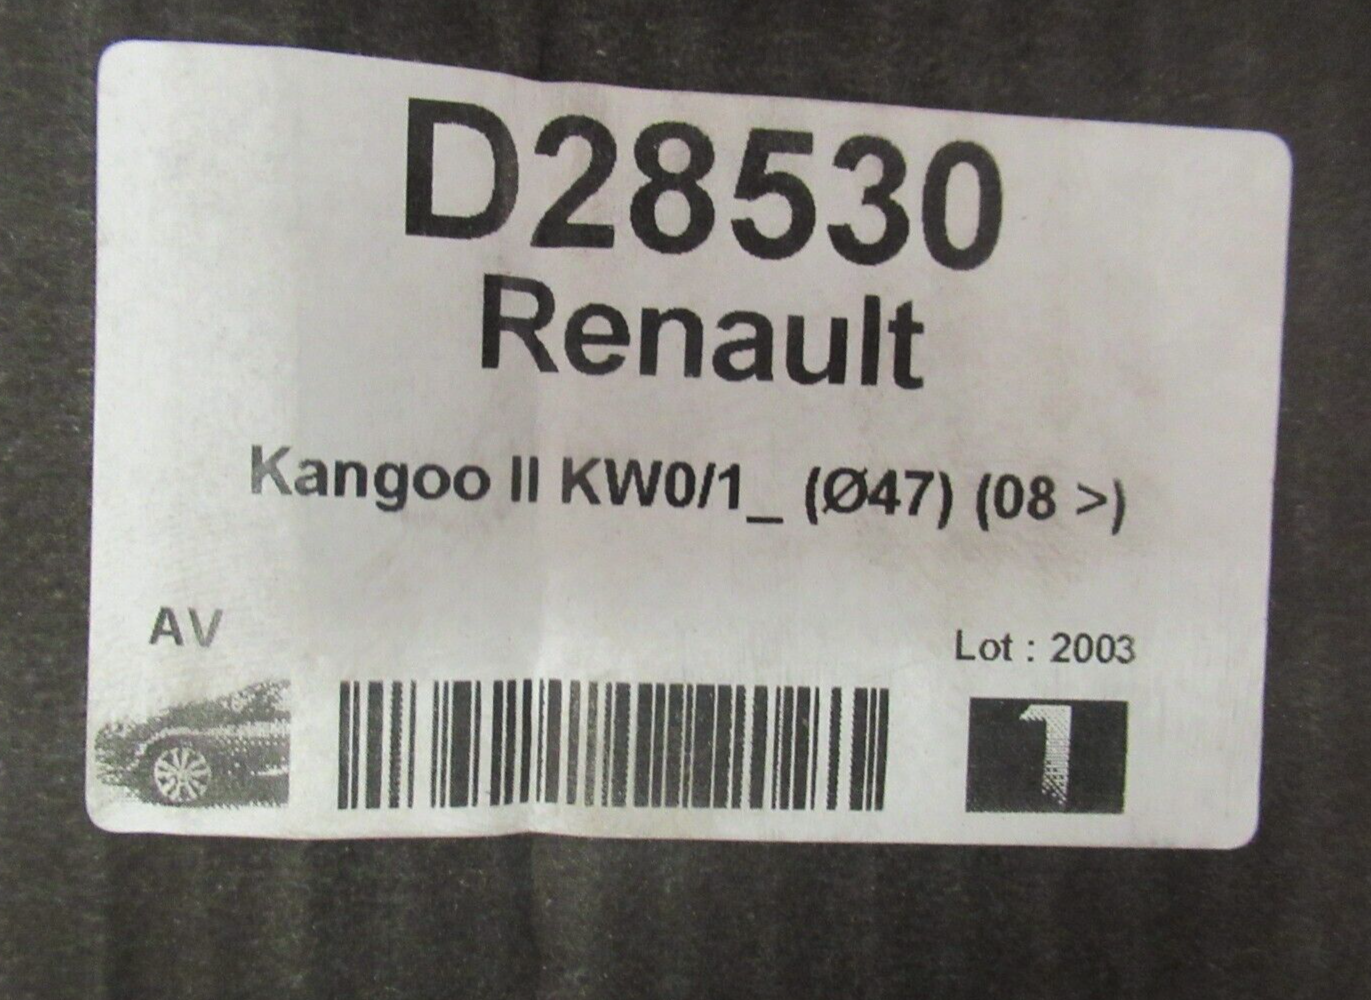 D28530
Renault
Kangoo II KW0/1_ (Ø47) (08 >)
AV
Lot : 2003
1